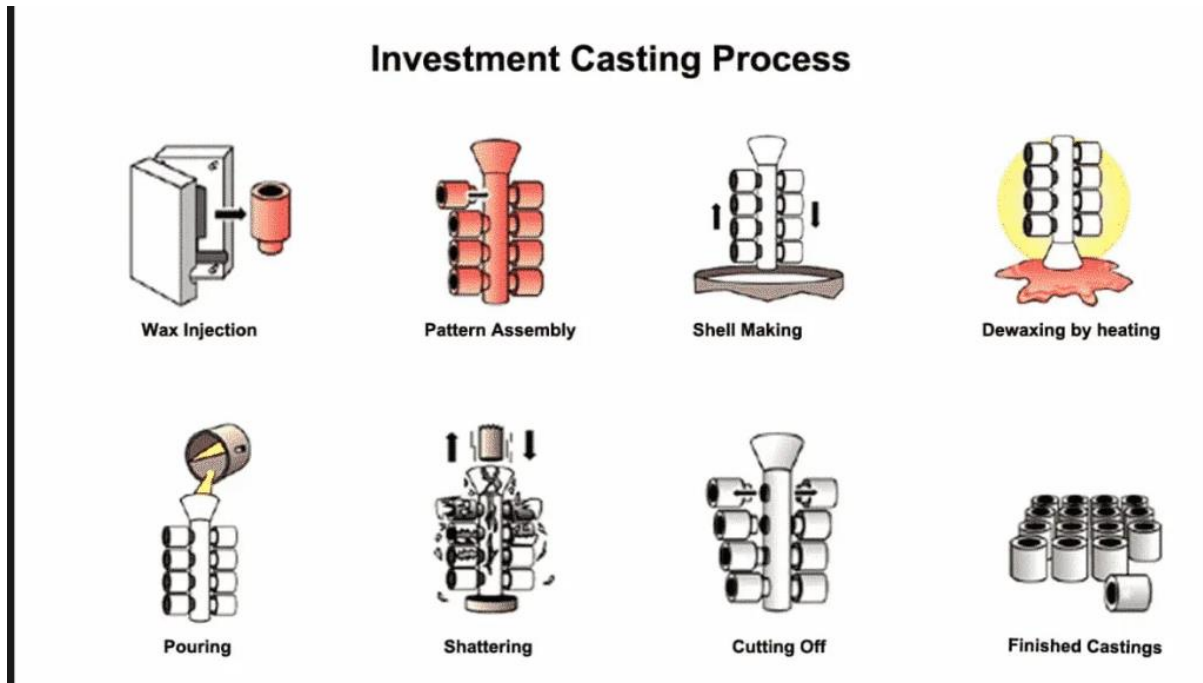 Investment Casting Process
Wax Injection
Pattern Assembly
Shell Making
Dewaxing by heating
Pouring
Shattering
Cutting Off
Finished Castings